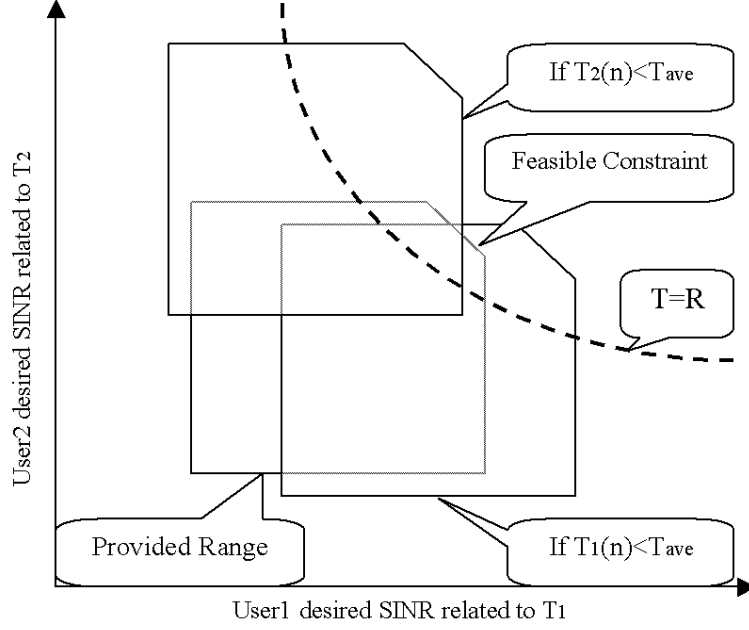 If T2(n)<Tave
Feasible Constraint
T=R
User2 desired SINR related to T2
Provided Range
If T1(n)<Tave
User1 desired SINR related to T1